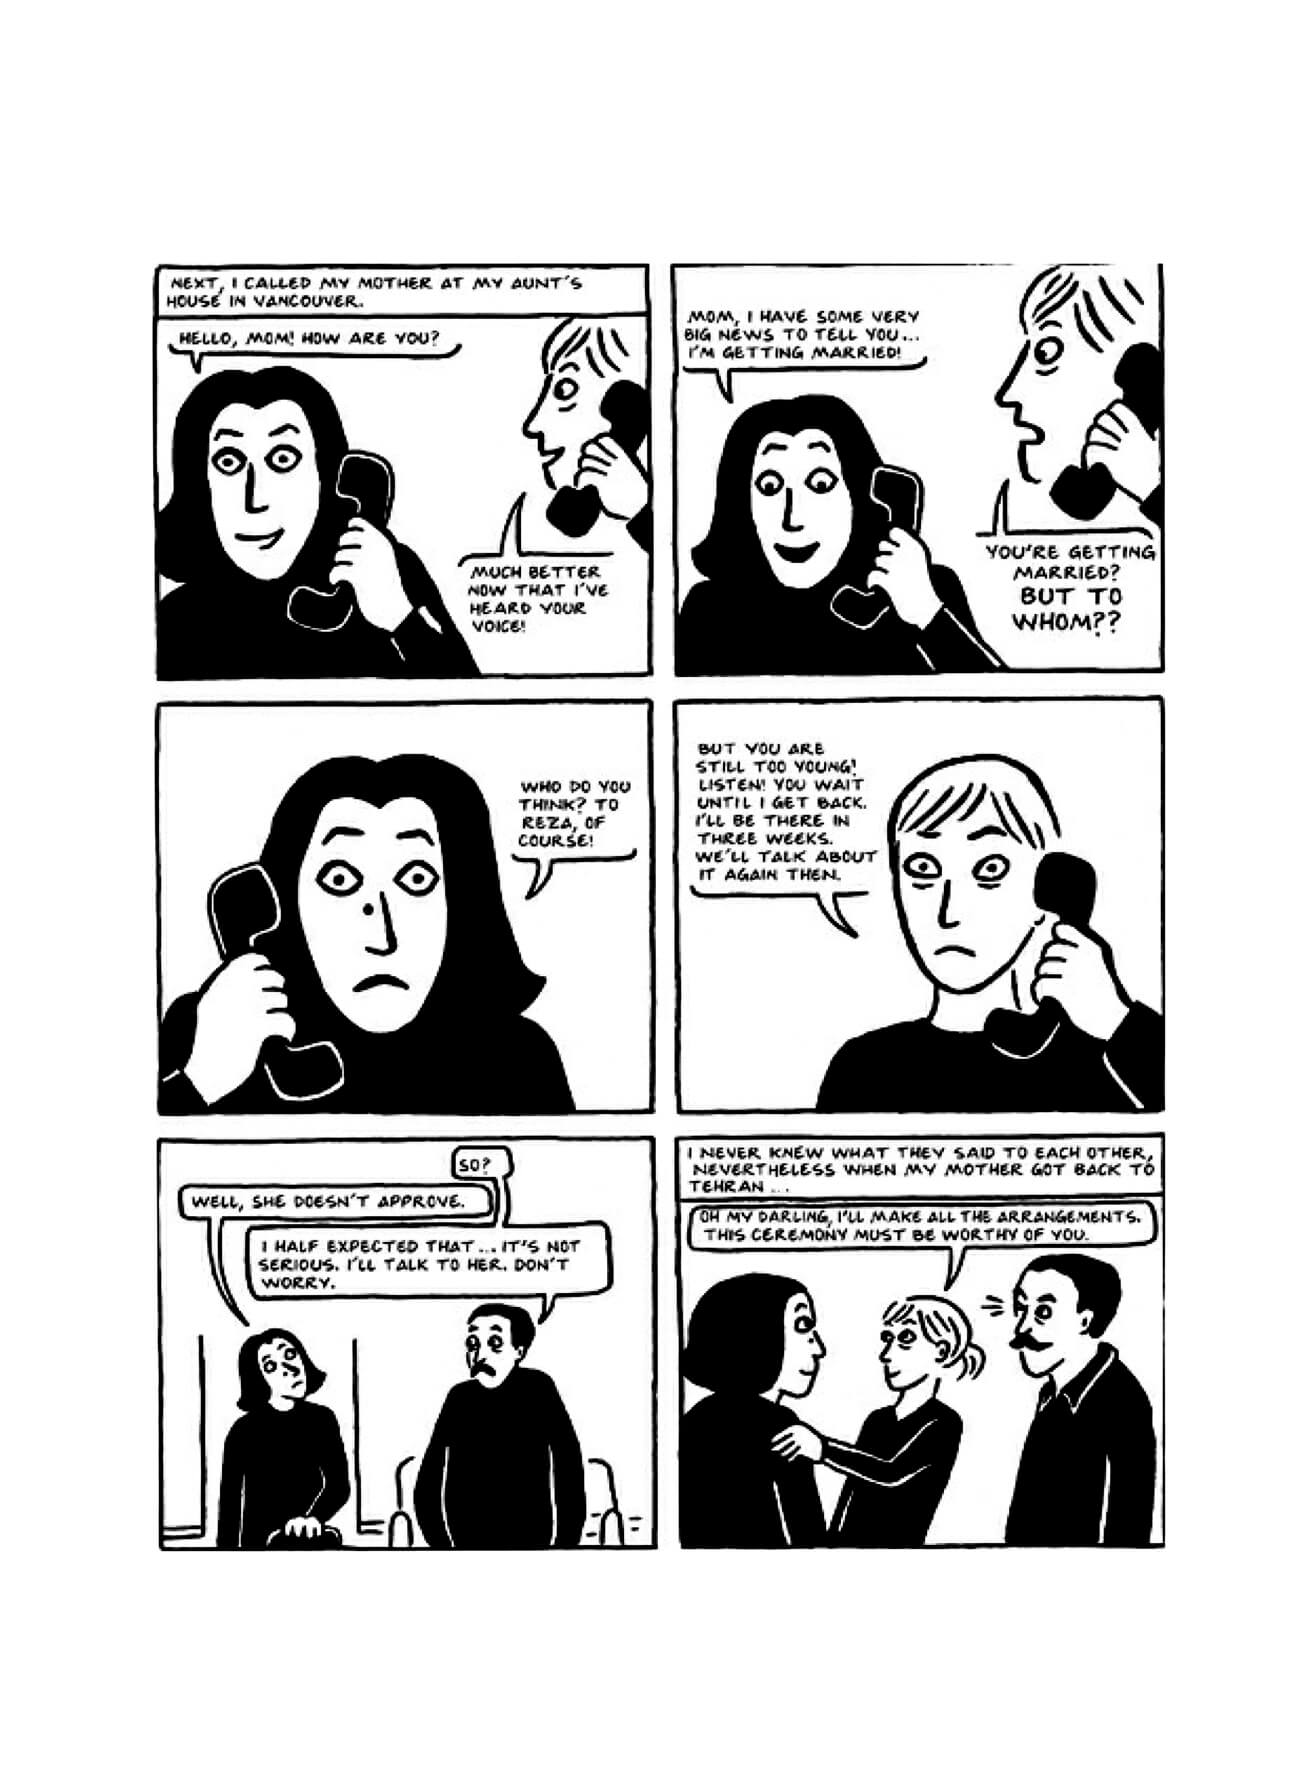 NEXT, I CALLED MY MOTHER AT MY AUNT'S
HOUSE IN VANCOUVER.
HELLO, MOM! HOW ARE YOU?
MUCH BETTER
NOW THAT I'VE
HEARD YOUR
VOICE!
MOM, I HAVE SOME VERY
BIG NEWS TO TELL YOU...
I'M GETTING MARRIED!
YOU'RE GETTING
MARRIED?
BUT TO
WHOM??
WHO DO YOU
THINK? TO
REZA, OF
COURSE!
BUT YOU ARE
STILL TOO YOUNG!
LISTEN! YOU WAIT
UNTIL I GET BACK.
I'LL BE THERE IN
THREE WEEKS.
WE'LL TALK ABOUT
IT AGAIN THEN.
SO?
WELL, SHE DOESN'T APPROVE.
I HALF EXPECTED THAT... IT'S NOT
SERIOUS. I'LL TALK TO HER. DON'T
WORRY.
I NEVER KNEW WHAT THEY SAID TO EACH OTHER,
NEVERTHELESS WHEN MY MOTHER GOT BACK TO
TEHRAN...
OH MY DARLING, I'LL MAKE ALL THE ARRANGEMENTS.
THIS CEREMONY MUST BE WORTHY OF YOU.